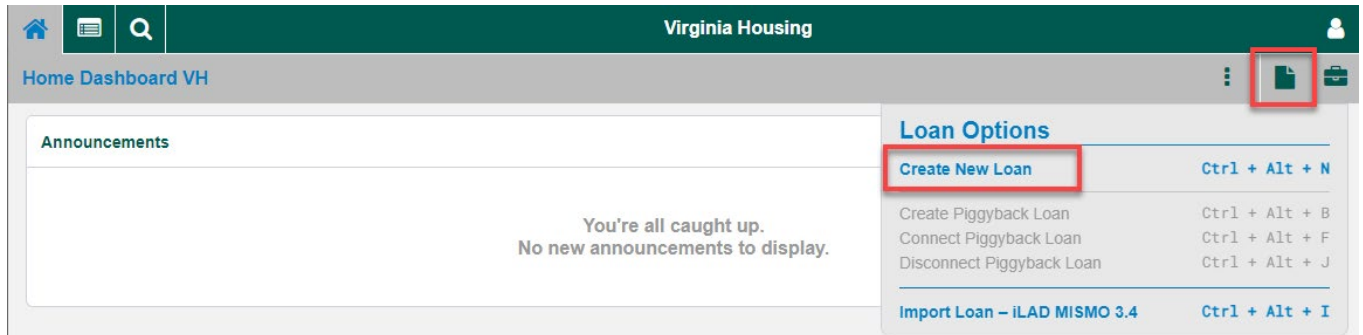 Virginia Housing
Home Dashboard VH
Announcements
You're all caught up.
No new announcements to display.
Loan Options
Create New Loan Ctrl + Alt + N
Create Piggyback Loan Ctrl + Alt + B
Connect Piggyback Loan Ctrl + Alt + F
Disconnect Piggyback Loan Ctrl + Alt + J
Import Loan – iLAD MISMO 3.4 Ctrl + Alt + I